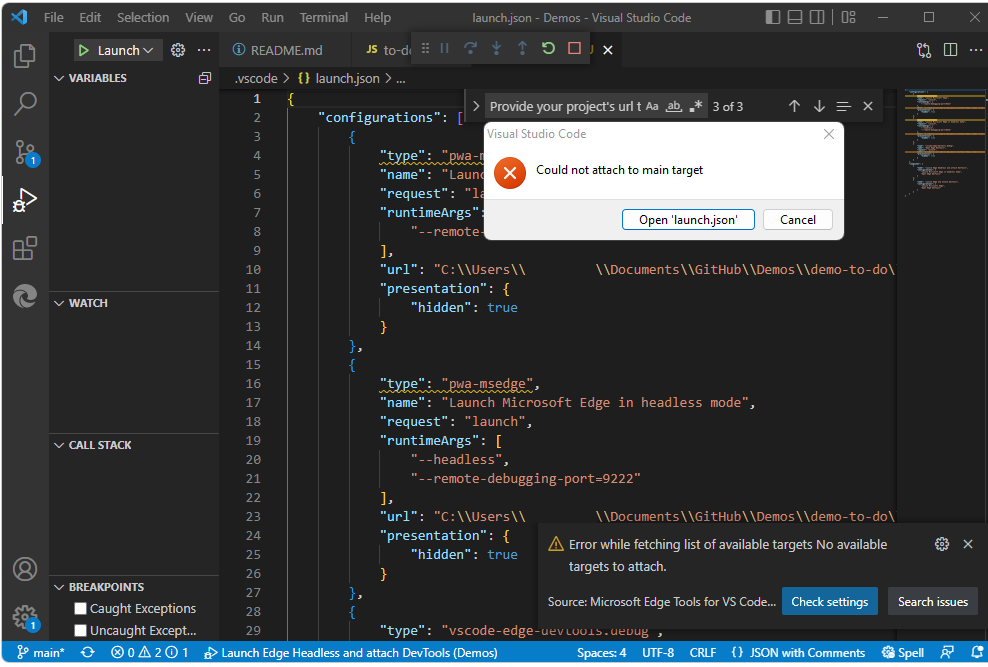 File Edit Selection View Go Run Terminal Help launch.json - Demos - Visual Studio Code
Launch ... README.md JS to-d
VARIABLES
.vscode > {} launch.json > ...
Provide your project's url t Aa ab .* 3 of 3
Visual Studio Code
Could not attach to main target
Open 'launch.json' Cancel
1 {
2 "configurations": [
3 {
4 "type": "pwa-m
5 "name": "Launc
6 "request": "la
7 "runtimeArgs":
8 "--remote-
9 ],
10 "url": "C:\\Users\\ \\Documents\\GitHub\\Demos\\demo-to-do\
11 "presentation": {
12 "hidden": true
13 }
14 },
15 {
16 "type": "pwa-msedge",
17 "name": "Launch Microsoft Edge in headless mode",
18 "request": "launch",
19 "runtimeArgs": [
20 "--headless",
21 "--remote-debugging-port=9222"
22 ],
23 "url": "C:\\Users\\ \\Documents\\GitHub\\Demos\\demo-to-do\
24 "presentation": {
25 "hidden": true
26 }
27 },
28 {
29 "type": "vscode-edge-devtools.debug",
1
WATCH
CALL STACK
BREAKPOINTS
Caught Exceptions
Uncaught Except...
1
Error while fetching list of available targets No available
targets to attach.
Source: Microsoft Edge Tools for VS Code... Check settings Search issues
main* 0 2 1 Launch Edge Headless and attach DevTools (Demos) Spaces: 4 UTF-8 CRLF {} JSON with Comments Spell